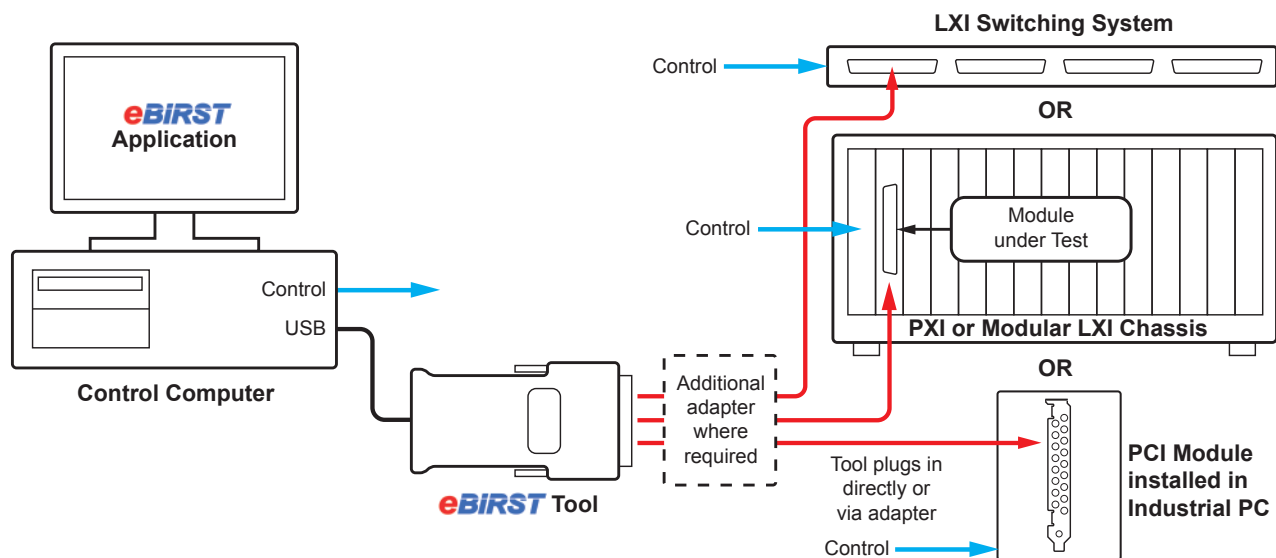 LXI Switching System
Control
eBIRST
Application
OR
Module
under Test
Control
Control
USB
PXI or Modular LXI Chassis
Control Computer
OR
Additional
adapter
where
required
Tool plugs in
directly or
via adapter
PCI Module
installed in
Industrial PC
eBIRST Tool
Control